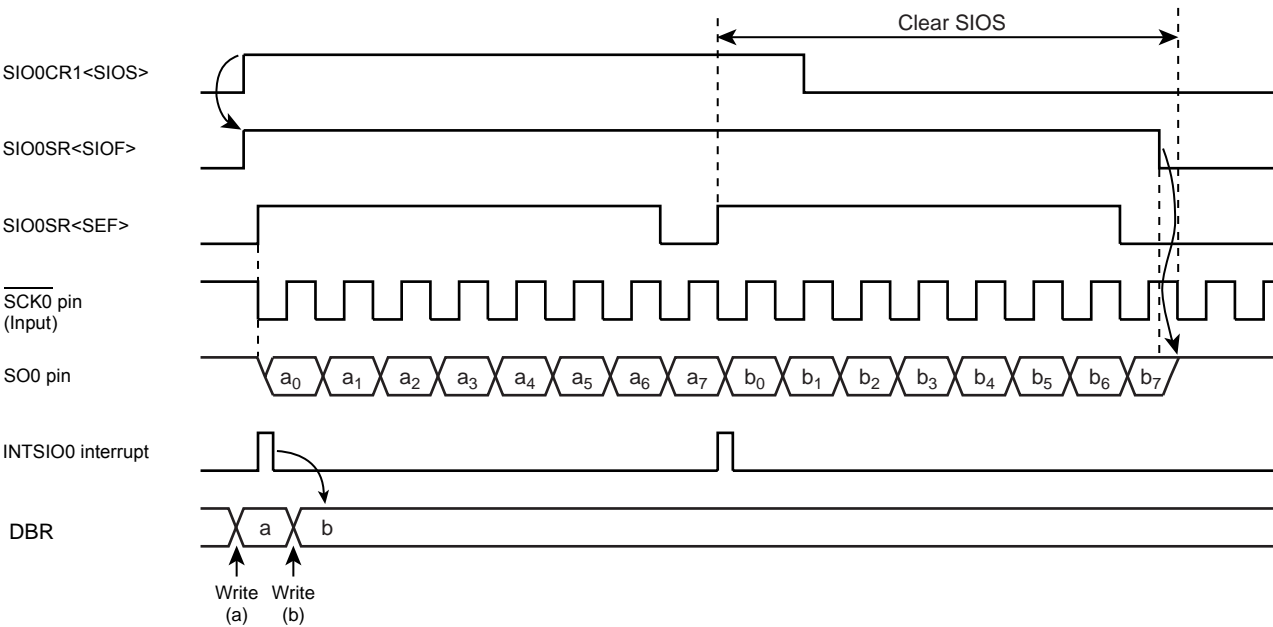 Clear SIOS
SIO0CR1<SIOS>
SIO0SR<SIOF>
SIO0SR<SEF>
SCK0 pin
(Input)
SO0 pin
a0 a1 a2 a3 a4 a5 a6 a7 b0 b1 b2 b3 b4 b5 b6 b7
INTSIO0 interrupt
DBR
a b
Write Write
(a) (b)